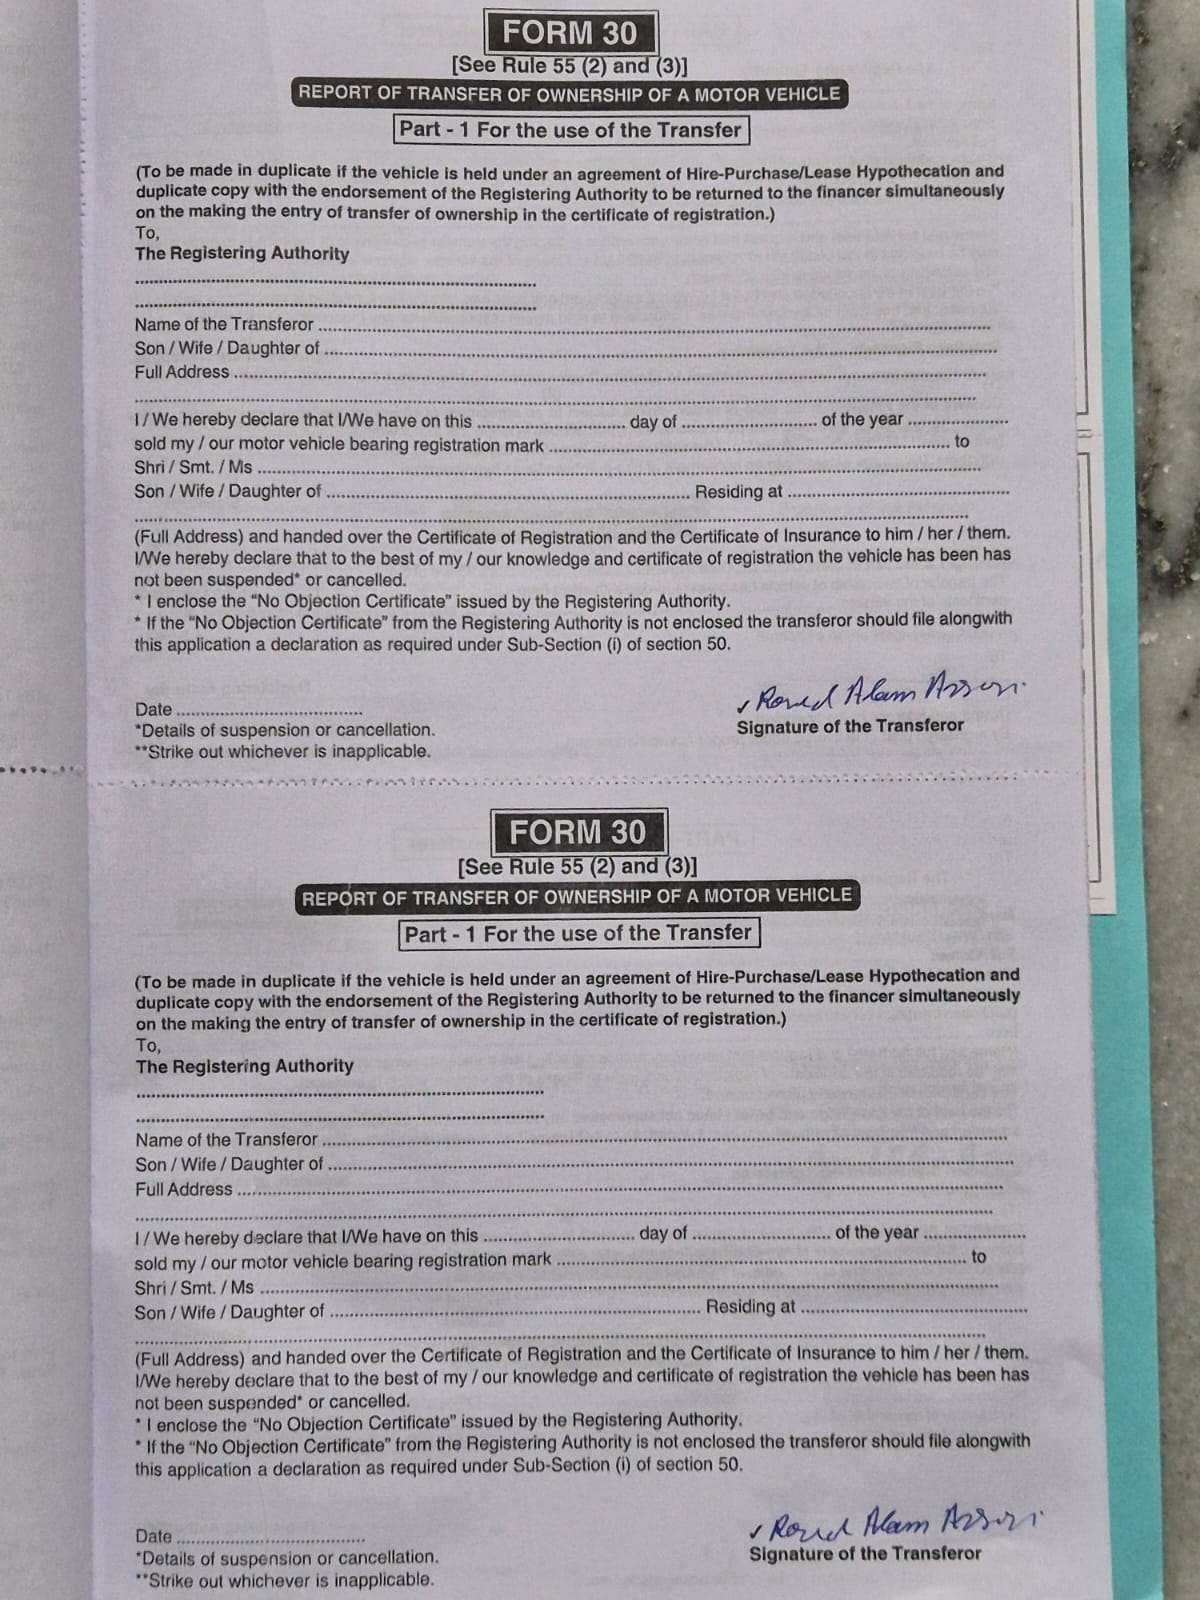 FORM 30
[See Rule 55 (2) and (3)]
REPORT OF TRANSFER OF OWNERSHIP OF A MOTOR VEHICLE
Part - 1 For the use of the Transfer
(To be made in duplicate if the vehicle is held under an agreement of Hire-Purchase/Lease Hypothecation and
duplicate copy with the endorsement of the Registering Authority to be returned to the financer simultaneously
on the making the entry of transfer of ownership in the certificate of registration.)
To,
The Registering Authority
Name of the Transferor
Son / Wife / Daughter of
Full Address
I / We hereby declare that I/We have on this ............................... day of ............................ of the year .....................
sold my / our motor vehicle bearing registration mark ............................................................ to
Shri / Smt. / Ms
Son / Wife / Daughter of ............................................................ Residing at ........................................
(Full Address) and handed over the Certificate of Registration and the Certificate of Insurance to him / her / them.
I/We hereby declare that to the best of my / our knowledge and certificate of registration the vehicle has been has
not been suspended* or cancelled.
* I enclose the “No Objection Certificate” issued by the Registering Authority.
* If the “No Objection Certificate” from the Registering Authority is not enclosed the transferor should file alongwith
this application a declaration as required under Sub-Section (i) of section 50.
Alam
Date .......................................
Signature of the Transferor
*Details of suspension or cancellation.
**Strike out whichever is inapplicable.
FORM 30
[See Rule 55 (2) and (3)]
REPORT OF TRANSFER OF OWNERSHIP OF A MOTOR VEHICLE
Part - 1 For the use of the Transfer
(To be made in duplicate if the vehicle is held under an agreement of Hire-Purchase/Lease Hypothecation and
duplicate copy with the endorsement of the Registering Authority to be returned to the financer simultaneously
on the making the entry of transfer of ownership in the certificate of registration.)
To,
The Registering Authority
Name of the Transferor
Son / Wife / Daughter of
Full Address
I / We hereby declare that I/We have on this ............................... day of ............................ of the year .....................
sold my / our motor vehicle bearing registration mark ............................................................ to
Shri / Smt. / Ms
Son / Wife / Daughter of ............................................................ Residing at ........................................
(Full Address) and handed over the Certificate of Registration and the Certificate of Insurance to him / her / them.
I/We hereby declare that to the best of my / our knowledge and certificate of registration the vehicle has been has
not been suspended* or cancelled.
* I enclose the “No Objection Certificate” issued by the Registering Authority.
* If the “No Objection Certificate” from the Registering Authority is not enclosed the transferor should file alongwith
this application a declaration as required under Sub-Section (i) of section 50.
Alam
Date .......................................
Signature of the Transferor
*Details of suspension or cancellation.
**Strike out whichever is inapplicable.